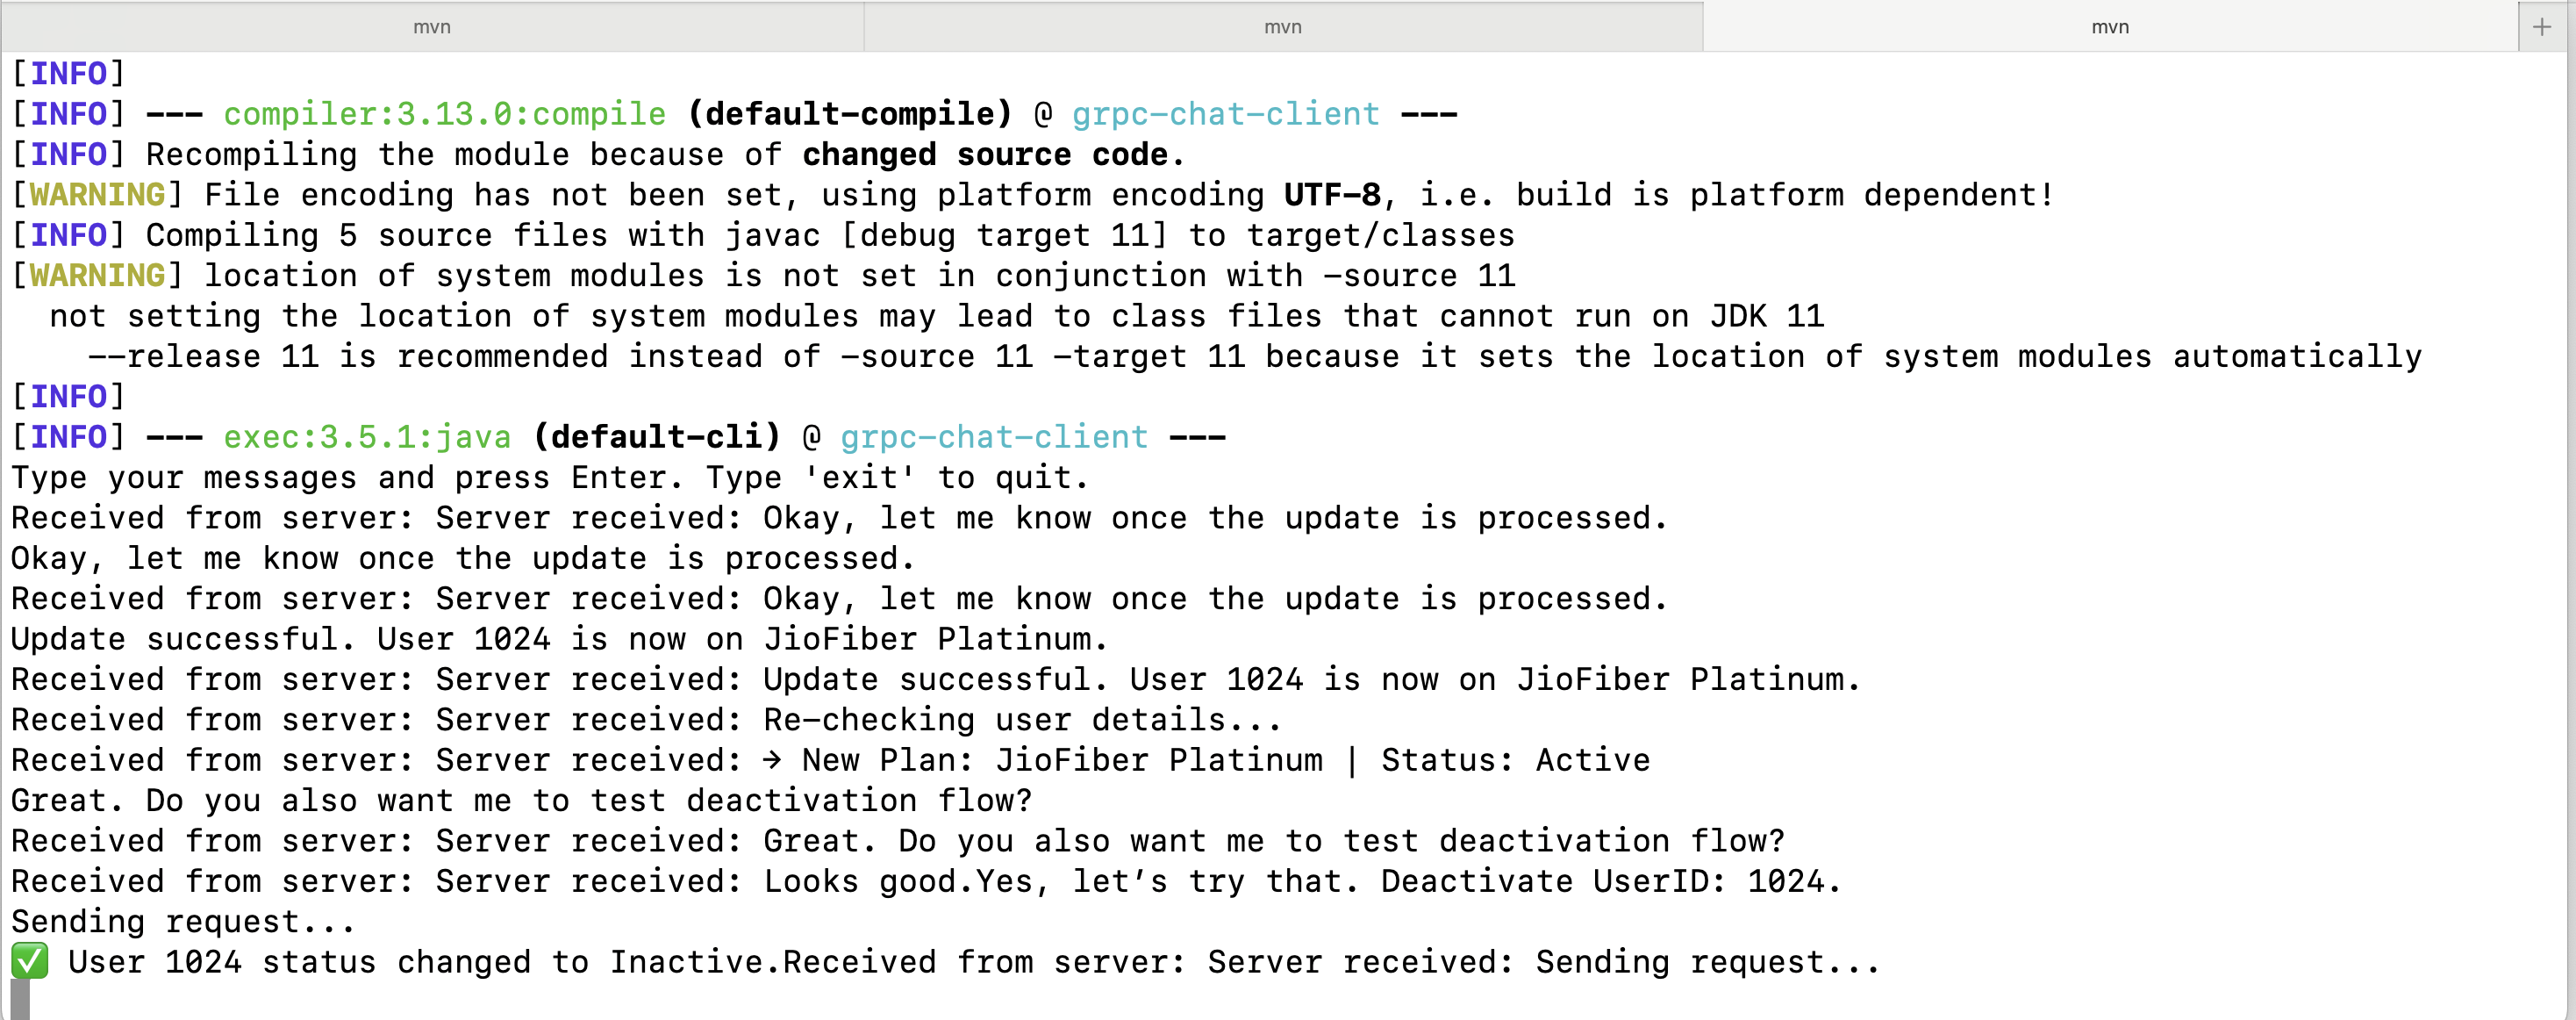 mvn mvn mvn +
[INFO]
[INFO] --- compiler:3.13.0:compile (default-compile) @ grpc-chat-client ---
[INFO] Recompiling the module because of changed source code.
[WARNING] File encoding has not been set, using platform encoding UTF-8, i.e. build is platform dependent!
[INFO] Compiling 5 source files with javac [debug target 11] to target/classes
[WARNING] location of system modules is not set in conjunction with -source 11
  not setting the location of system modules may lead to class files that cannot run on JDK 11
    --release 11 is recommended instead of -source 11 -target 11 because it sets the location of system modules automatically
[INFO]
[INFO] --- exec:3.5.1:java (default-cli) @ grpc-chat-client ---
Type your messages and press Enter. Type 'exit' to quit.
Received from server: Server received: Okay, let me know once the update is processed.
Okay, let me know once the update is processed.
Received from server: Server received: Okay, let me know once the update is processed.
Update successful. User 1024 is now on JioFiber Platinum.
Received from server: Server received: Update successful. User 1024 is now on JioFiber Platinum.
Received from server: Server received: Re-checking user details...
Received from server: Server received: → New Plan: JioFiber Platinum | Status: Active
Great. Do you also want me to test deactivation flow?
Received from server: Server received: Great. Do you also want me to test deactivation flow?
Received from server: Server received: Looks good.Yes, let’s try that. Deactivate UserID: 1024.
Sending request...
✅ User 1024 status changed to Inactive.Received from server: Server received: Sending request...